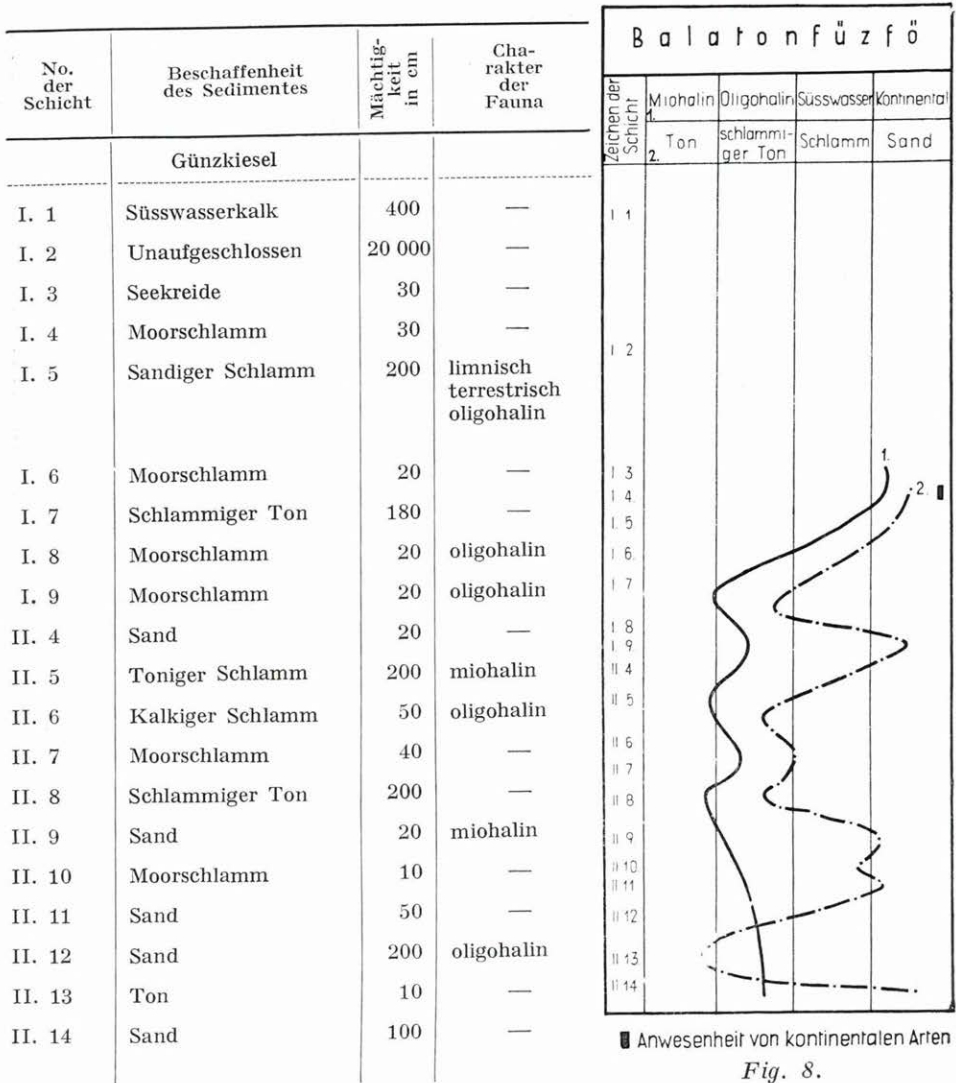 No. der Schicht | Beschaffenheit des Sedimentes | Mächtig-keit in cm | Cha-rakter der Fauna
Günzkiesel
I. 1 Süsswasserkalk 400 —
I. 2 Unaufgeschlossen 20 000 —
I. 3 Seekreide 30 —
I. 4 Moorschlamm 30 —
I. 5 Sandiger Schlamm 200 limnisch
terrestrisch
oligohalin
I. 6 Moorschlamm 20 —
I. 7 Schlammiger Ton 180 —
I. 8 Moorschlamm 20 oligohalin
I. 9 Moorschlamm 20 oligohalin
II. 4 Sand 20 —
II. 5 Toniger Schlamm 200 miohalin
II. 6 Kalkiger Schlamm 50 oligohalin
II. 7 Moorschlamm 40 —
II. 8 Schlammiger Ton 200 —
II. 9 Sand 20 miohalin
II. 10 Moorschlamm 10 —
II. 11 Sand 50 —
II. 12 Sand 200 oligohalin
II. 13 Ton 10 —
II. 14 Sand 100 —
Balatonfüzfö
Zeichen der
Schicht
1. Miohalin Oligohalin Süsswasser Kontinental
2. Ton schlammi-
ger Ton Schlamm Sand
I 1
I 2
1.
I 3
2.
I 4
I. 5
I 6
I 7
I 8
I. 9
II 4
II 5
II 6
II 7
II 8
II 9
II 10
II 11
II 12
II 13
II 14
Anwesenheit von kontinentalen Arten
Fig. 8.